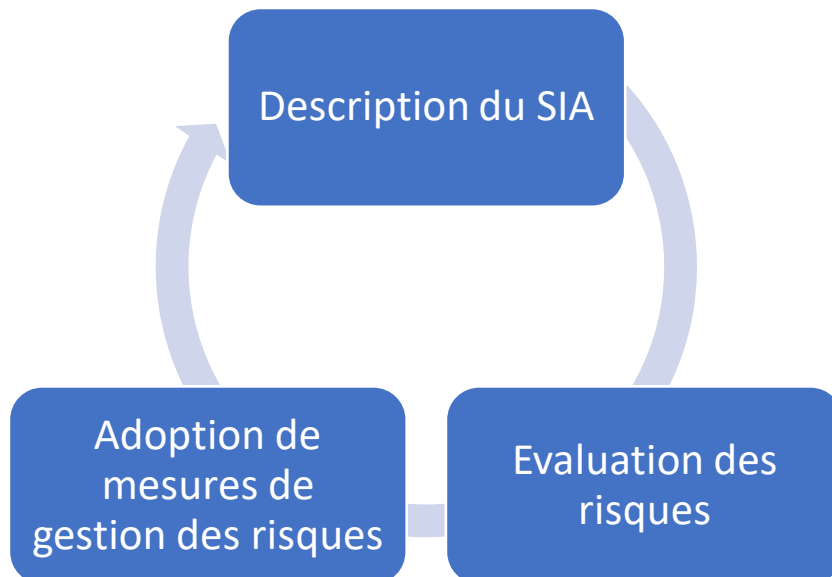 Description du SIA
Evaluation des
risques
Adoption de
mesures de
gestion des risques